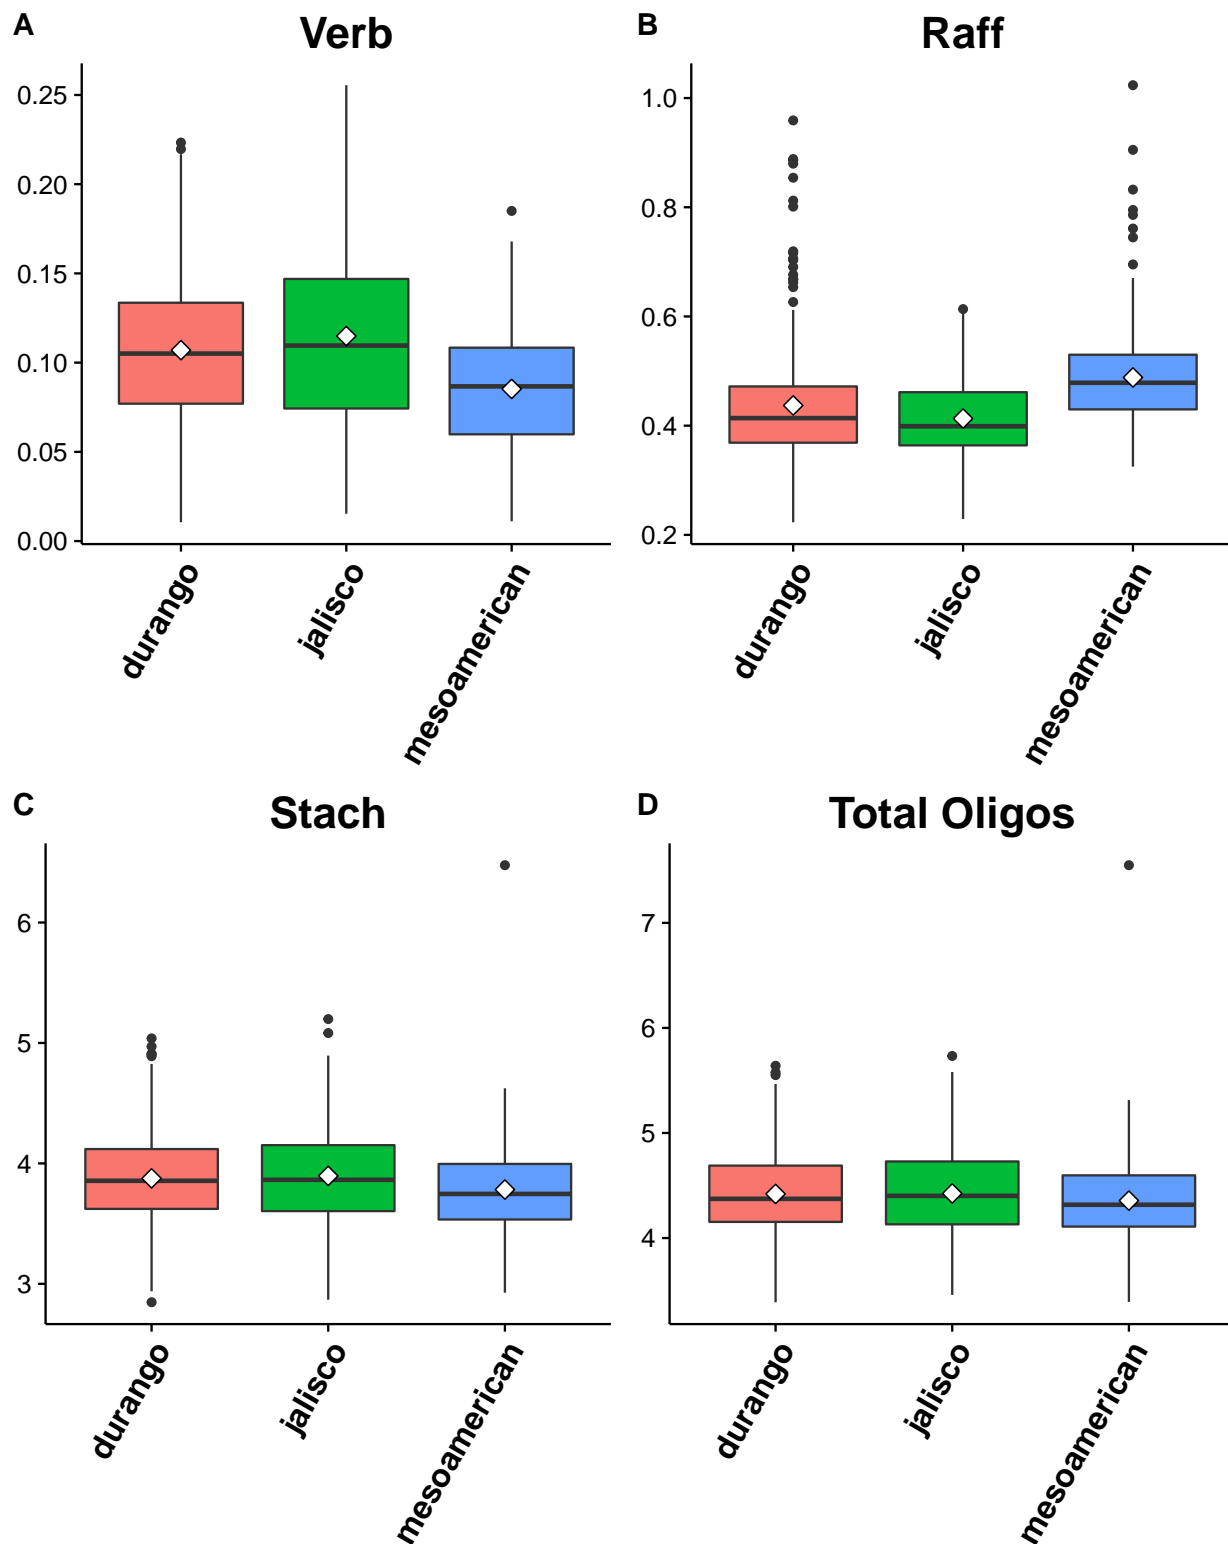 A
Verb
0.25
0.20
0.15
0.10
0.05
0.00
durango
jalisco
mesoamerican
B
Raff
1.0
0.8
0.6
0.4
0.2
durango
jalisco
mesoamerican
C
Stach
6
5
4
3
durango
jalisco
mesoamerican
D
Total Oligos
7
6
5
4
durango
jalisco
mesoamerican